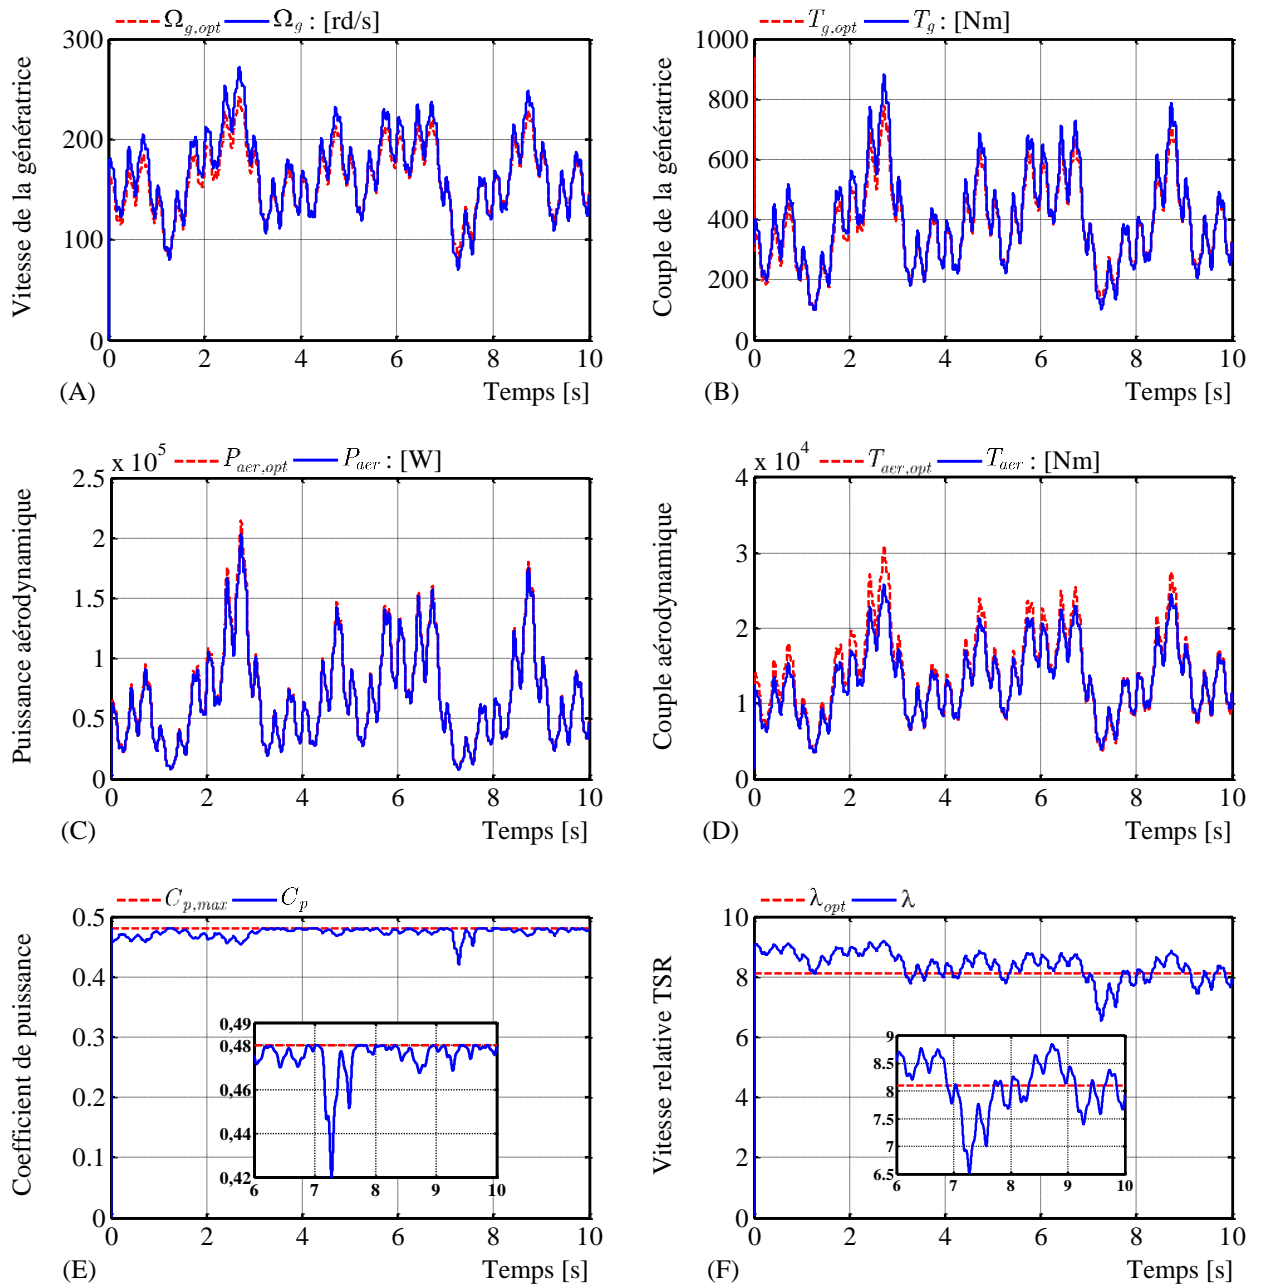 Ω_g,opt Ω_g : [rd/s]
Vitesse de la génératrice
300
200
100
0
0 2 4 6 8 10
Temps [s]
(A)
T_g,opt T_g : [Nm]
Couple de la génératrice
1000
800
600
400
200
0
0 2 4 6 8 10
Temps [s]
(B)
x 10^5 P_aer,opt P_aer : [W]
Puissance aérodynamique
2.5
2
1.5
1
0.5
0
0 2 4 6 8 10
Temps [s]
(C)
x 10^4 T_aer,opt T_aer : [Nm]
Couple aérodynamique
4
3
2
1
0
0 2 4 6 8 10
Temps [s]
(D)
C_p,max C_p
Coefficient de puissance
0.5
0.4
0.3
0.2
0.1
0
0,49
0,48
0,46
0,44
0,42
6 7 8 9 10
0 2 4 6 8 10
Temps [s]
(E)
λ_opt λ
Vitesse relative TSR
10
8
6
4
2
0
9
8.5
8
7.5
7
6.5
6 7 8 9 10
0 2 4 6 8 10
Temps [s]
(F)